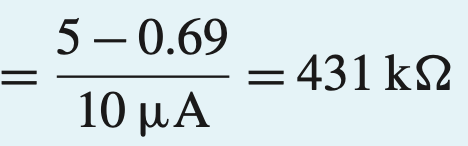 = (5 − 0.69) / (10 μA) = 431 kΩ